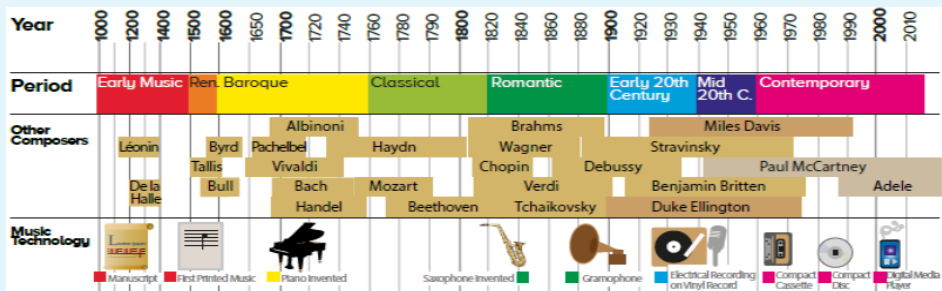 Year 1000 1200 1400 1500 1600 1650 1700 1720 1740 1760 1780 1790 1800 1820 1840 1860 1880 1900 1920 1930 1940 1950 1960 1970 1980 1990 2000 2010
Period Early Music Ren. Baroque Classical Romantic Early 20th Century Mid 20th C. Contemporary
Other Composers
Albinoni Brahms Miles Davis
Léonin Byrd Pachelbel Haydn Wagner Stravinsky
Tallis Vivaldi Chopin Debussy Paul McCartney
De la Halle Bull Bach Mozart Verdi Benjamin Britten Adele
Handel Beethoven Tchaikovsky Duke Ellington
Music Technology
Manuscript First Printed Music Piano Invented Saxophone Invented Gramophone Electrical Recording on Vinyl Record Compact Cassette Compact Disc Digital Media Player